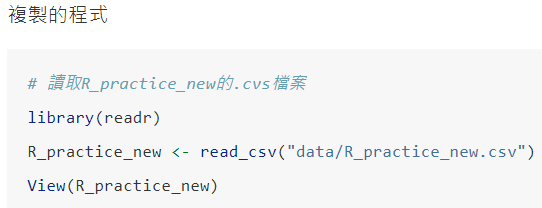 複製的程式
# 讀取R_practice_new的.cvs檔案
library(readr)
R_practice_new <- read_csv("data/R_practice_new.csv")
View(R_practice_new)